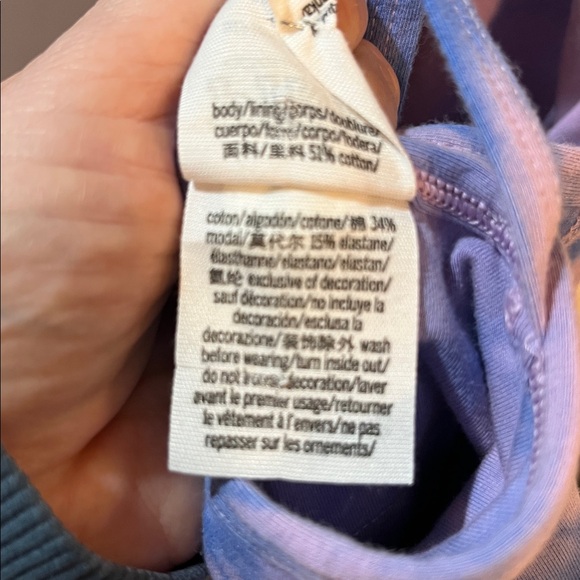 body/lining/corps/doublure/
cuerpo/forro/corpo/fodera/
面料/里料 51% cotton/
coton/algodón/cotone/棉 34%
modal/莫代尔 15% elastane/
élasthanne/elastano/elastan/
氨纶 exclusive of decoration/
sauf décoration/no incluye la
decoración/esclusa la
decorazione/装饰除外 wash
before wearing/turn inside out/
do not decoration/laver
avant le premier usage/retourner
le vêtement à l'envers/ne pas
repasser sur les ornements/